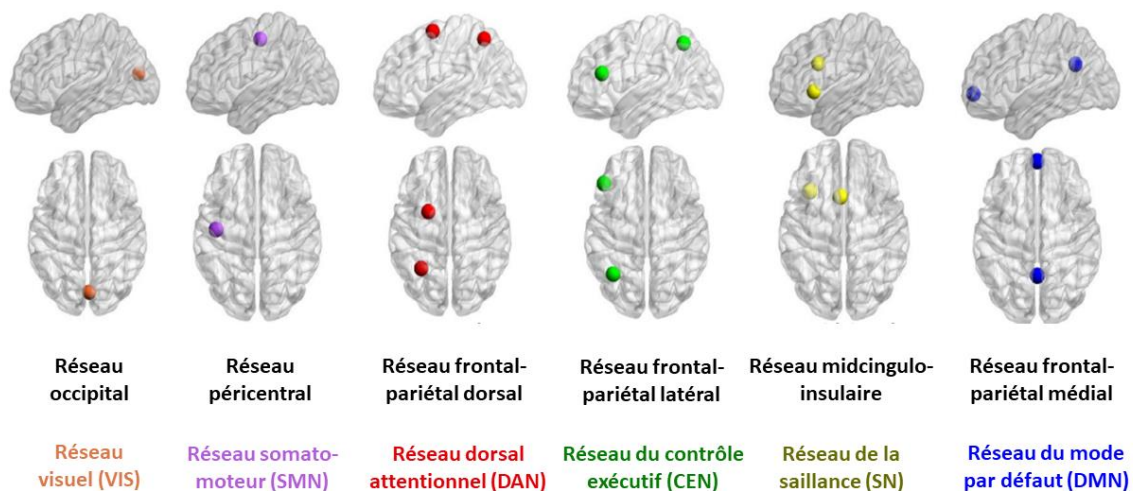 Réseau
occipital
Réseau
péricentral
Réseau frontal-
pariétal dorsal
Réseau frontal-
pariétal latéral
Réseau midcingulo-
insulaire
Réseau frontal-
pariétal médial
Réseau
visuel (VIS)
Réseau somato-
moteur (SMN)
Réseau dorsal
attentionnel (DAN)
Réseau du contrôle
exécutif (CEN)
Réseau de la
saillance (SN)
Réseau du mode
par défaut (DMN)